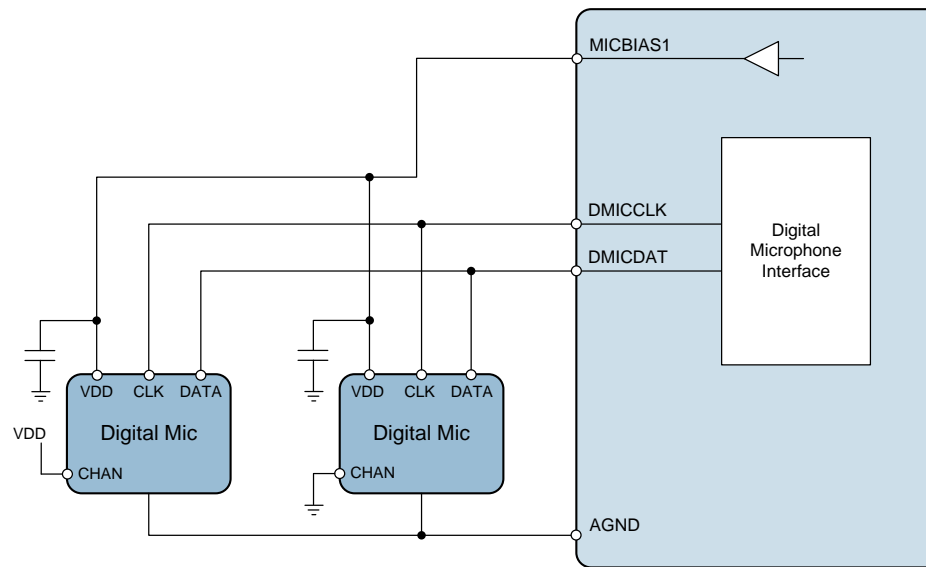 MICBIAS1
DMICCLK
DMICDAT
Digital
Microphone
Interface
VDD CLK DATA
VDD CLK DATA
Digital Mic
Digital Mic
VDD
CHAN
CHAN
AGND